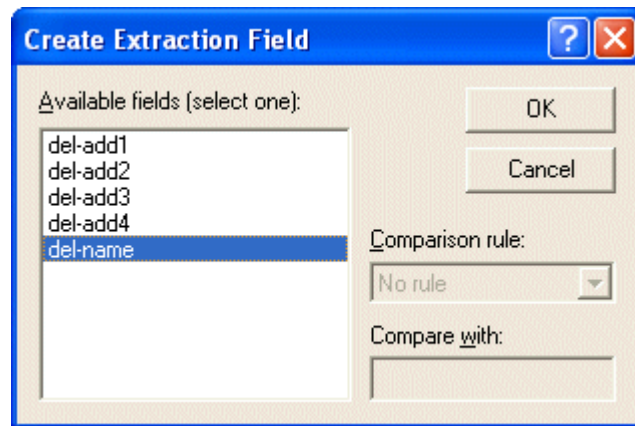 Create Extraction Field
Available fields (select one):
del-add1
del-add2
del-add3
del-add4
del-name
OK
Cancel
Comparison rule:
No rule
Compare with: